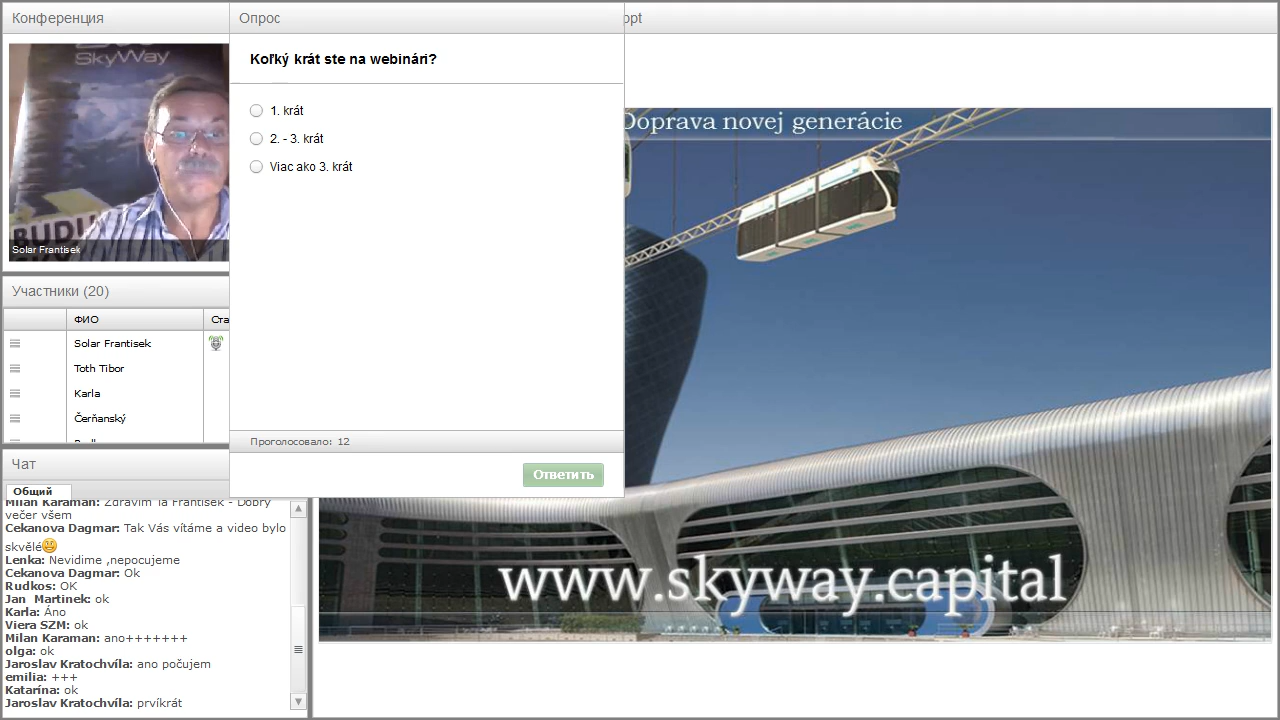 Конференция
SkyWay
BUDU
Solar Frantisek
Участники (20)
ФИО
Ста
Solar Frantisek
Toth Tibor
Karla
Čerňanský
Чат
Общий
Milan Karaman: Zdravím Ťa František - Dobrý
večer všem
Cekanova Dagmar: Tak Vás vítáme a video bylo
skvělé
Lenka: Nevidime ,nepocujeme
Cekanova Dagmar: Ok
Rudkos: OK
Jan Martinek: ok
Karla: Áno
Viera SZM: ok
Milan Karaman: ano+++++++
olga: ok
Jaroslav Kratochvíla: ano počujem
emilia: +++
Katarína: ok
Jaroslav Kratochvíla: prvíkrát
Опрос
Koľký krát ste na webinári?
1. krát
2. - 3. krát
Viac ako 3. krát
Проголосовало: 12
Ответить
opt
Doprava novej generácie
www.skyway.capital